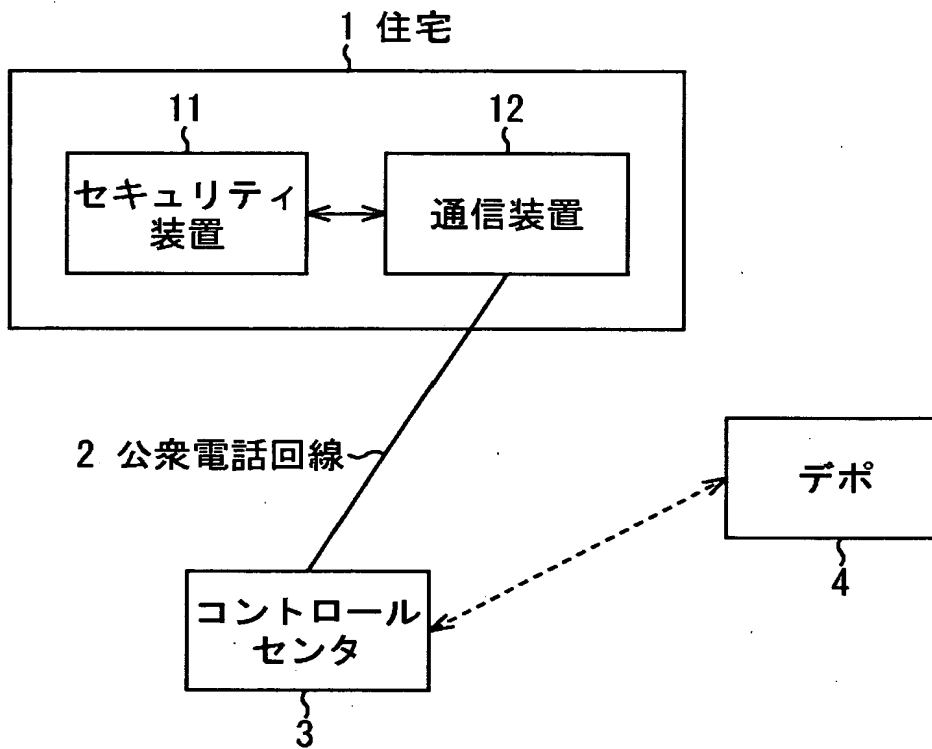 1 住宅
11
12
セキュリティ
装置
通信装置
2 公衆電話回線
デポ
4
コントロール
センタ
3